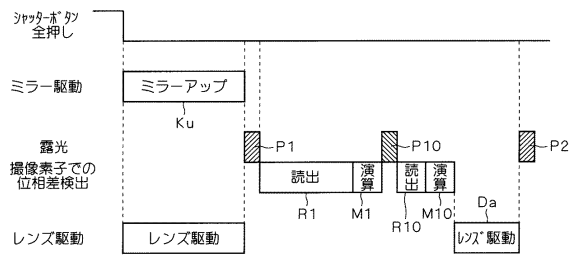 シャッターボタン
全押し
ミラー駆動
ミラーアップ
Ku
露光
P1
P10
P2
撮像素子での
位相差検出
読出
演算
読出
演算
R1
M1
R10
M10
Da
レンズ駆動
レンズ駆動
レンズ駆動